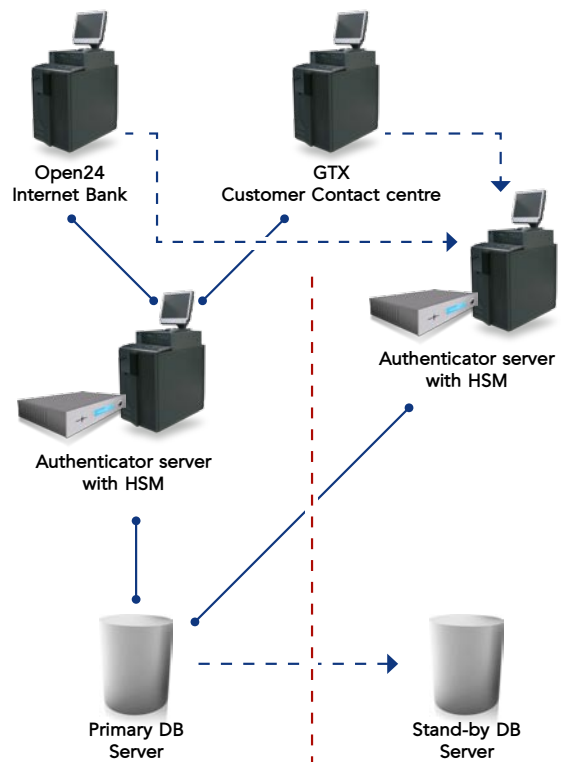 Open24
Internet Bank
GTX
Customer Contact centre
Authenticator server
with HSM
Authenticator server
with HSM
Primary DB
Server
Stand-by DB
Server